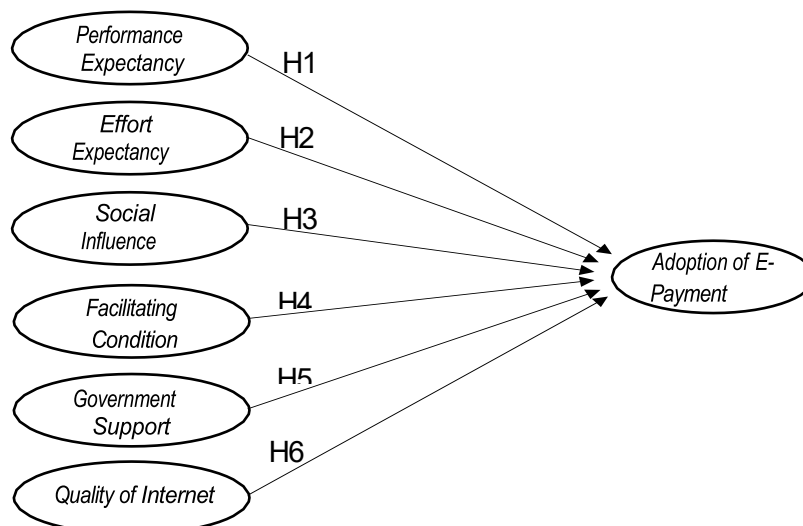 Performance
Expectancy
H1
Effort
Expectancy
H2
Social
Influence
H3
Adoption of E-
Payment
Facilitating
Condition
H4
Government
Support
H5
Quality of Internet
H6